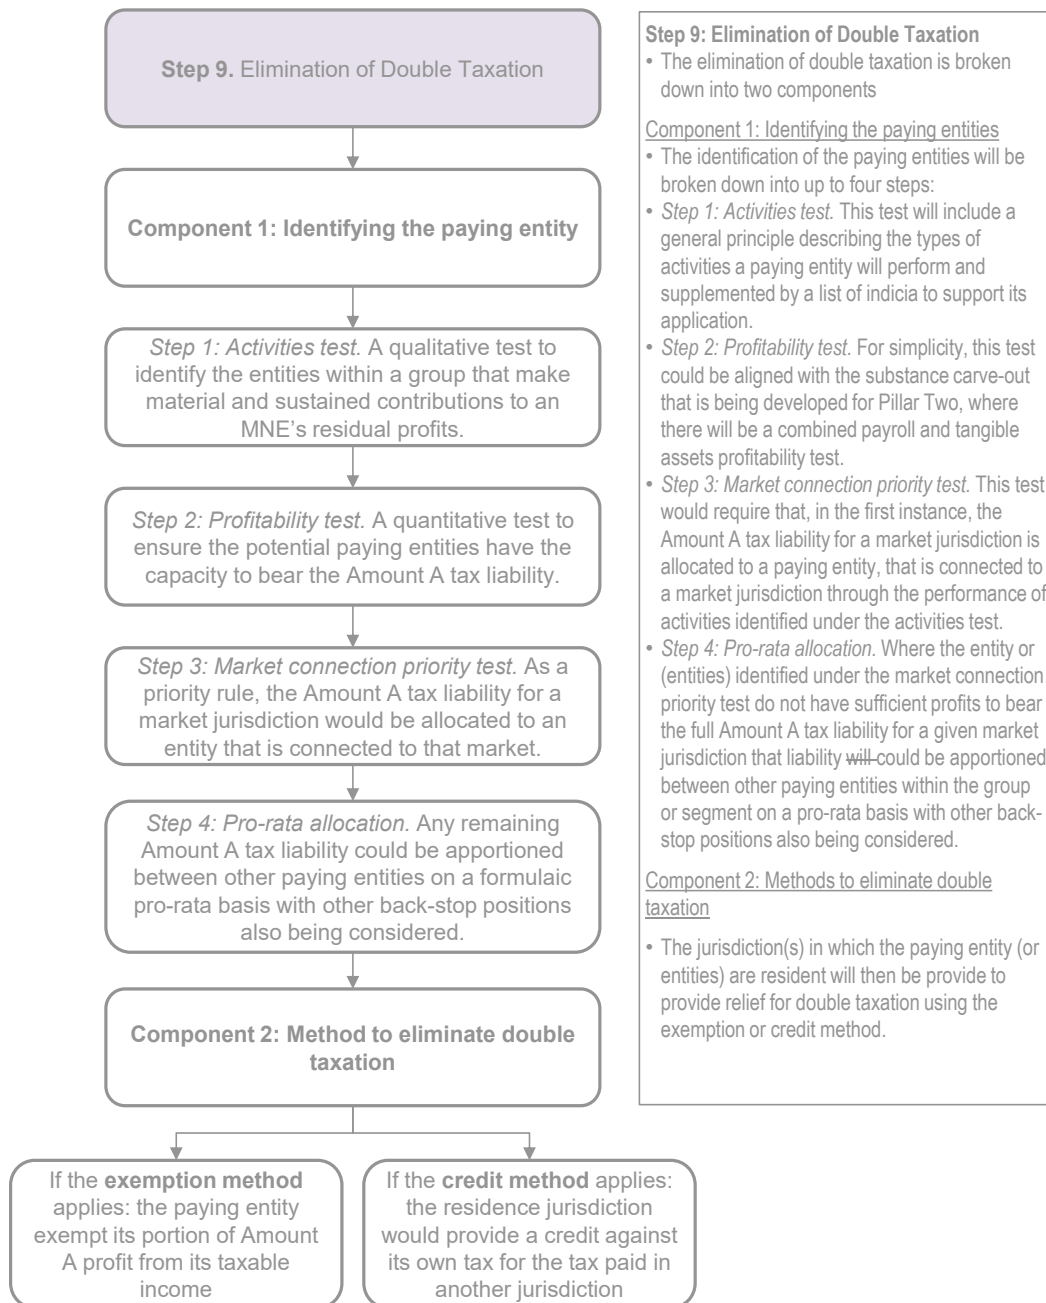 Step 9. Elimination of Double Taxation
Component 1: Identifying the paying entity
Step 1: Activities test. A qualitative test to
identify the entities within a group that make
material and sustained contributions to an
MNE's residual profits.
Step 2: Profitability test. A quantitative test to
ensure the potential paying entities have the
capacity to bear the Amount A tax liability.
Step 3: Market connection priority test. As a
priority rule, the Amount A tax liability for a
market jurisdiction would be allocated to an
entity that is connected to that market.
Step 4: Pro-rata allocation. Any remaining
Amount A tax liability could be apportioned
between other paying entities on a formulaic
pro-rata basis with other back-stop positions
also being considered.
Component 2: Method to eliminate double
taxation
If the exemption method
applies: the paying entity
exempt its portion of Amount
A profit from its taxable
income
If the credit method applies:
the residence jurisdiction
would provide a credit against
its own tax for the tax paid in
another jurisdiction
Step 9: Elimination of Double Taxation
• The elimination of double taxation is broken
down into two components
Component 1: Identifying the paying entities
• The identification of the paying entities will be
broken down into up to four steps:
• Step 1: Activities test. This test will include a
general principle describing the types of
activities a paying entity will perform and
supplemented by a list of indicia to support its
application.
• Step 2: Profitability test. For simplicity, this test
could be aligned with the substance carve-out
that is being developed for Pillar Two, where
there will be a combined payroll and tangible
assets profitability test.
• Step 3: Market connection priority test. This test
would require that, in the first instance, the
Amount A tax liability for a market jurisdiction is
allocated to a paying entity, that is connected to
a market jurisdiction through the performance of
activities identified under the activities test.
• Step 4: Pro-rata allocation. Where the entity or
(entities) identified under the market connection
priority test do not have sufficient profits to bear
the full Amount A tax liability for a given market
jurisdiction that liability will could be apportioned
between other paying entities within the group
or segment on a pro-rata basis with other back-
stop positions also being considered.
Component 2: Methods to eliminate double
taxation
• The jurisdiction(s) in which the paying entity (or
entities) are resident will then be provide to
provide relief for double taxation using the
exemption or credit method.